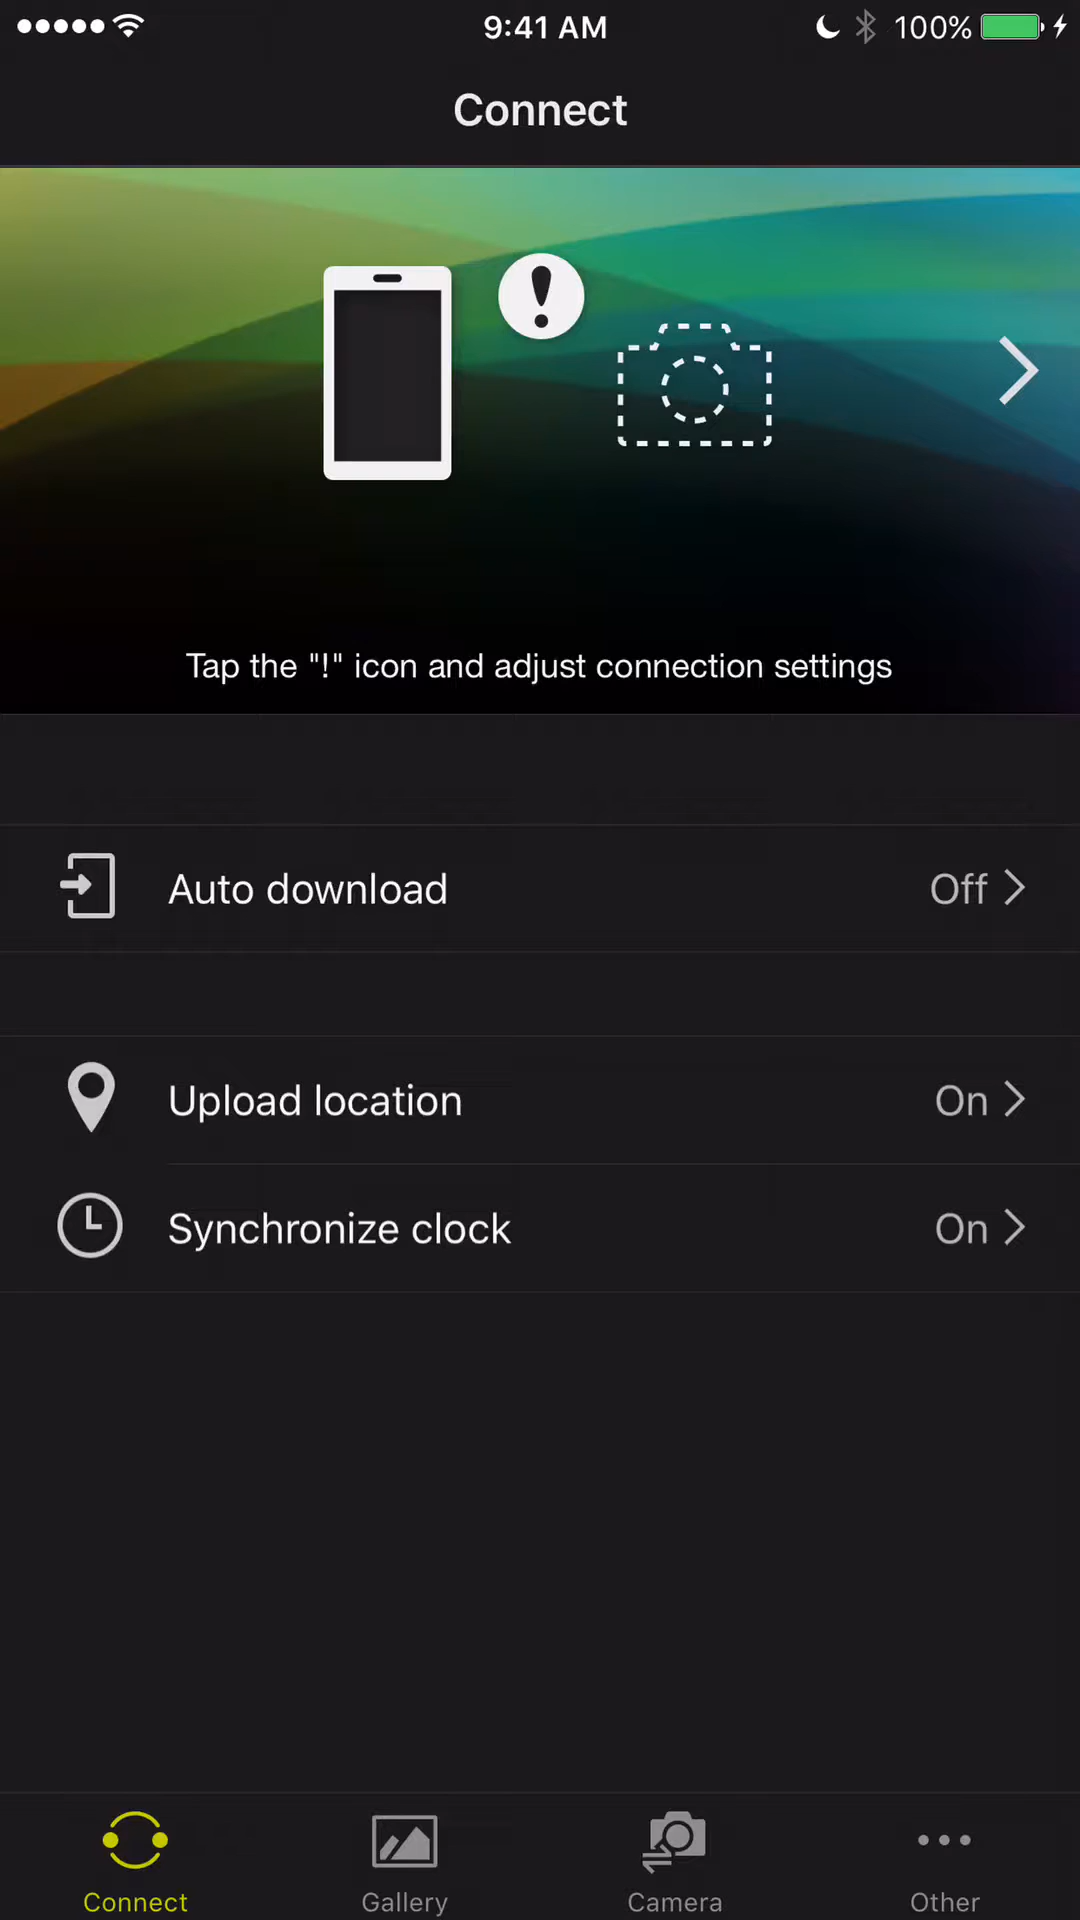 9:41 AM 100%
Connect
Tap the "!" icon and adjust connection settings
Auto download Off
Upload location On
Synchronize clock On
Connect Gallery Camera Other